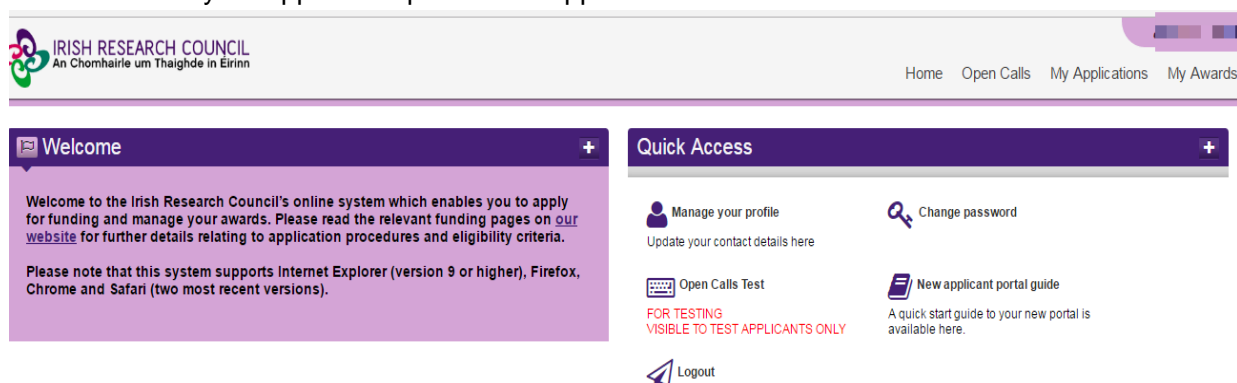 IRISH RESEARCH COUNCIL
An Chomhairle um Thaighde in Éirinn
Home Open Calls My Applications My Awards
Welcome
Welcome to the Irish Research Council's online system which enables you to apply
for funding and manage your awards. Please read the relevant funding pages on our
website for further details relating to application procedures and eligibility criteria.
Please note that this system supports Internet Explorer (version 9 or higher), Firefox,
Chrome and Safari (two most recent versions).
Quick Access
Manage your profile
Update your contact details here
Change password
Open Calls Test
FOR TESTING
VISIBLE TO TEST APPLICANTS ONLY
New applicant portal guide
A quick start guide to your new portal is
available here.
Logout